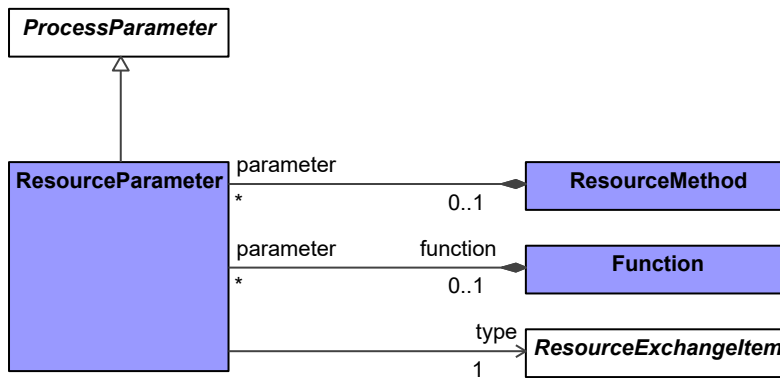 ProcessParameter
ResourceParameter
parameter
*
0..1
ResourceMethod
parameter
function
*
0..1
Function
type
1
ResourceExchangeItem